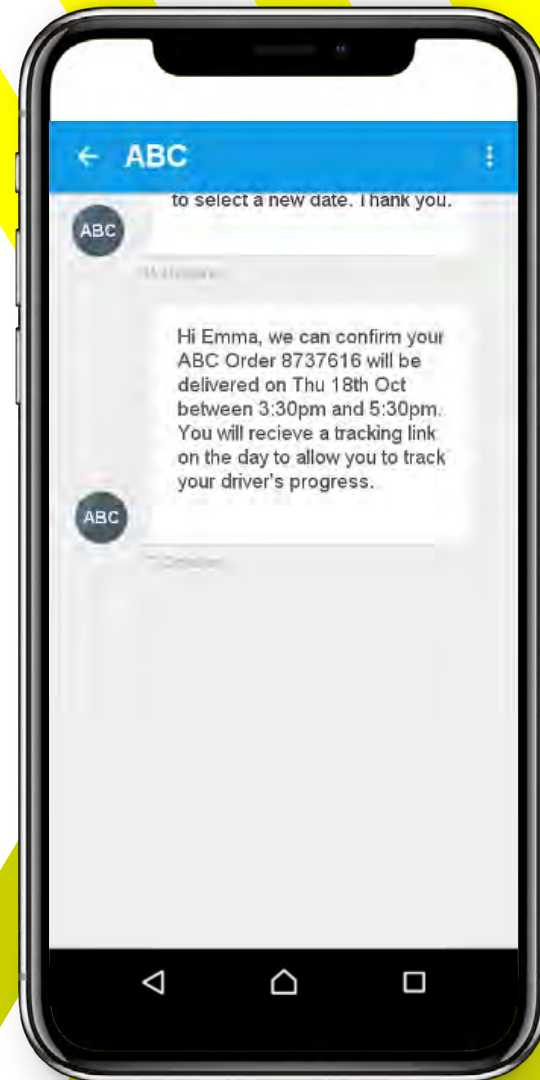 ABC
to select a new date. Thank you.
ABC
Hi Emma, we can confirm your
ABC Order 8737616 will be
delivered on Thu 18th Oct
between 3:30pm and 5:30pm.
You will recieve a tracking link
on the day to allow you to track
your driver's progress.
ABC